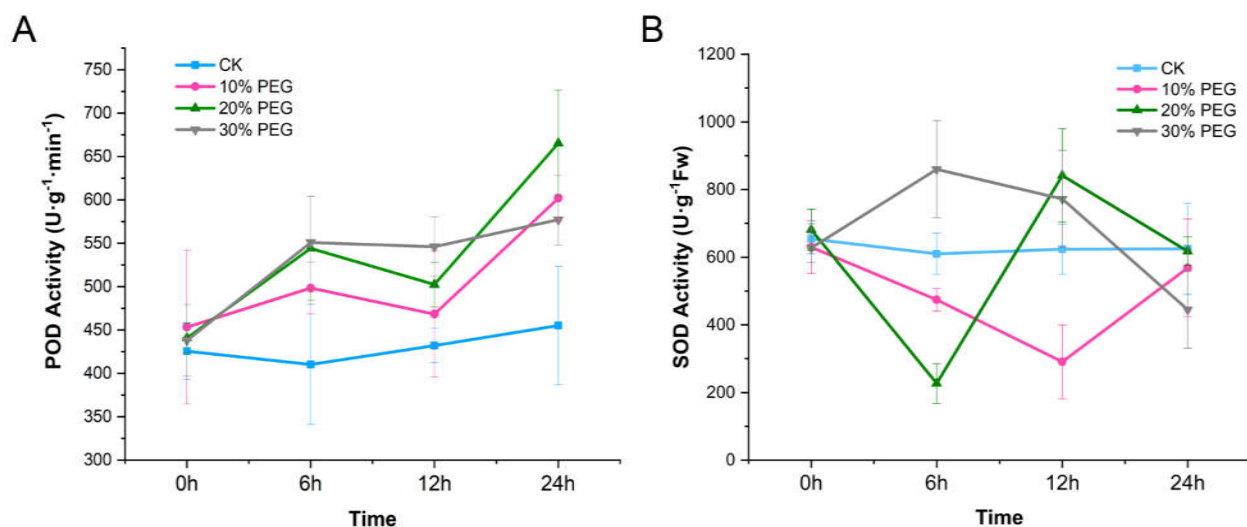 A
POD Activity (U·g⁻¹·min⁻¹)
750
700
650
600
550
500
450
400
350
300
CK
10% PEG
20% PEG
30% PEG
0h
6h
12h
24h
Time
B
SOD Activity (U·g⁻¹Fw)
1200
1000
800
600
400
200
0
CK
10% PEG
20% PEG
30% PEG
0h
6h
12h
24h
Time